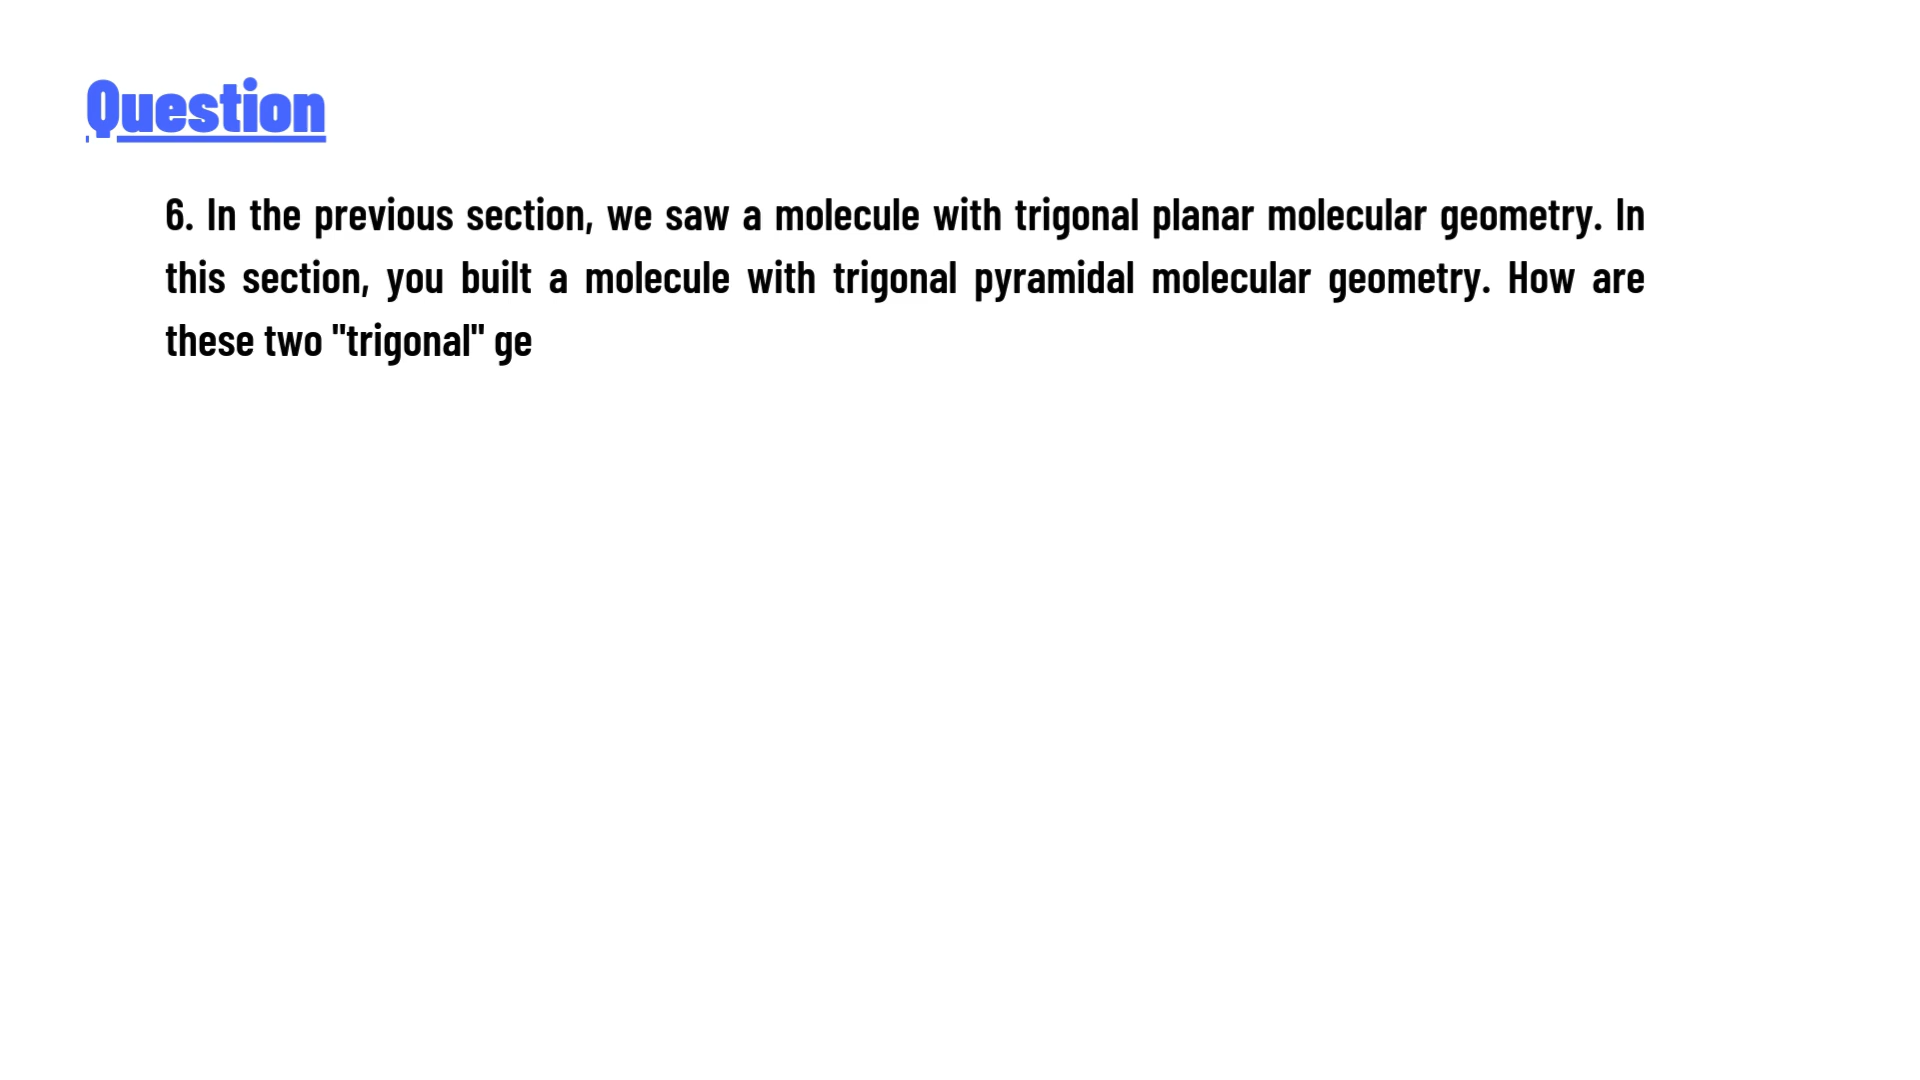 Question
6. In the previous section, we saw a molecule with trigonal planar molecular geometry. In
this section, you built a molecule with trigonal pyramidal molecular geometry. How are
these two "trigonal" ge